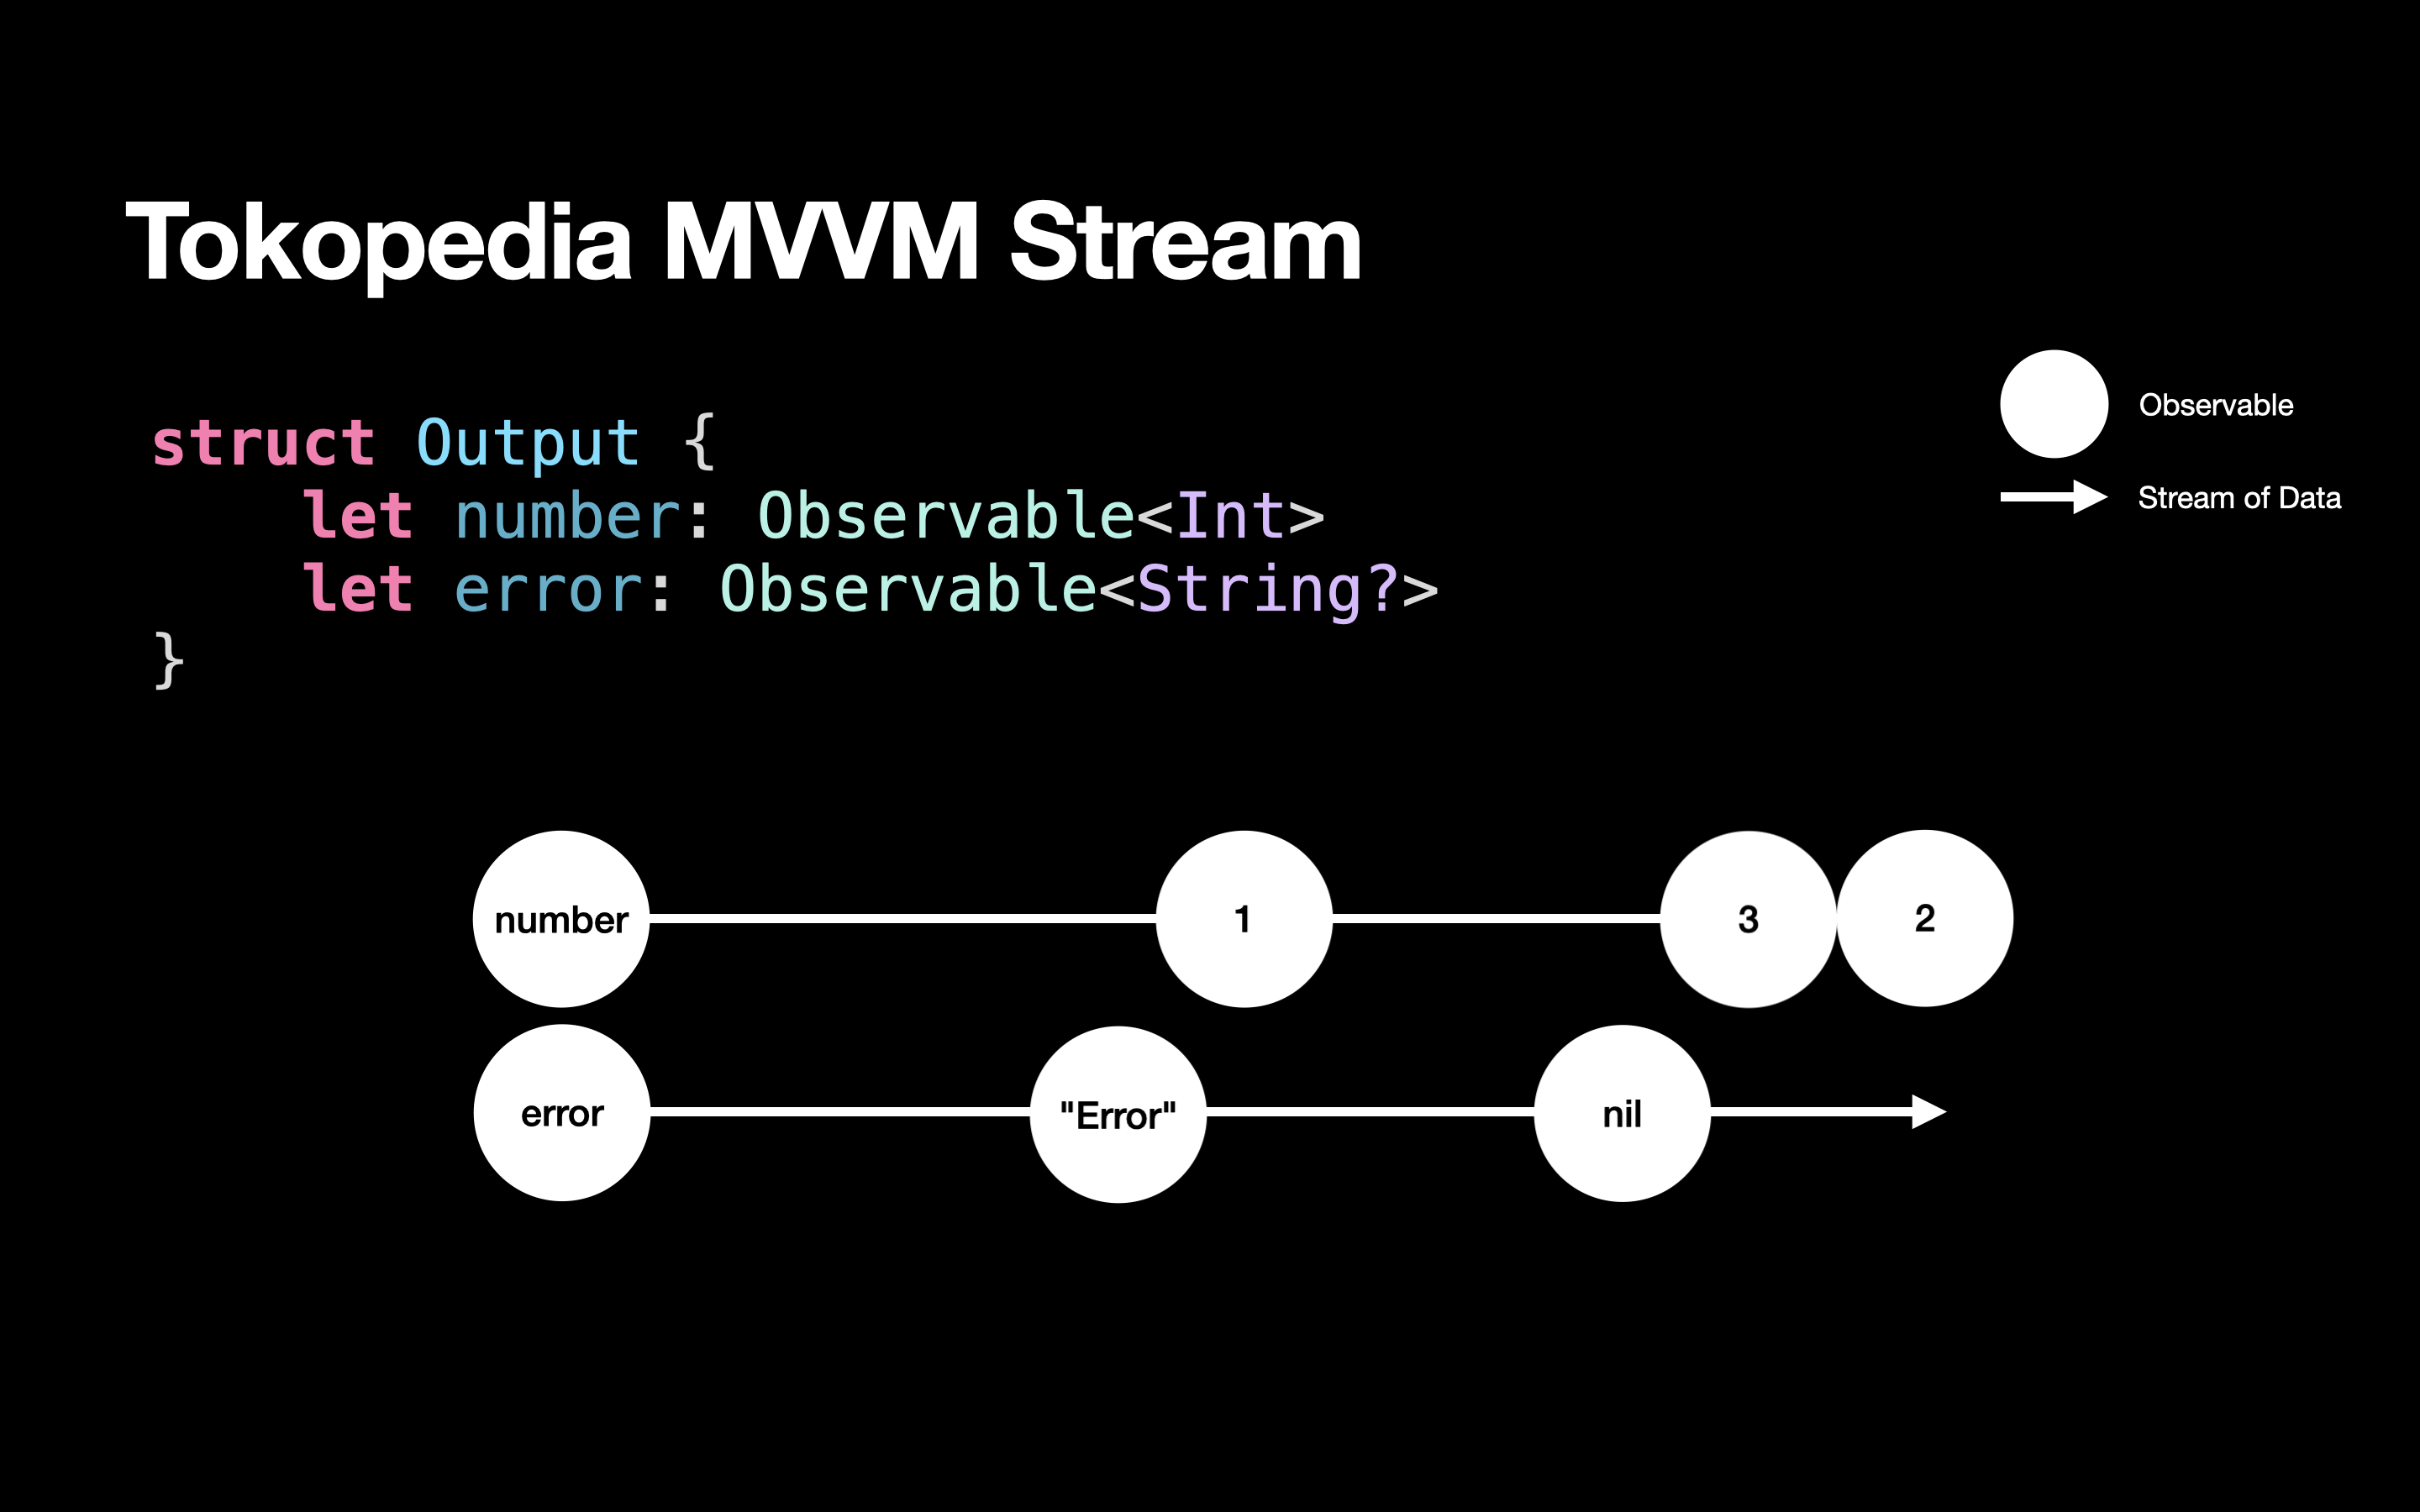 Tokopedia MVVM Stream
Observable
Stream of Data
struct Output {
    let number: Observable<Int>
    let error: Observable<String?>
}
number 1 3 2
error "Error" nil